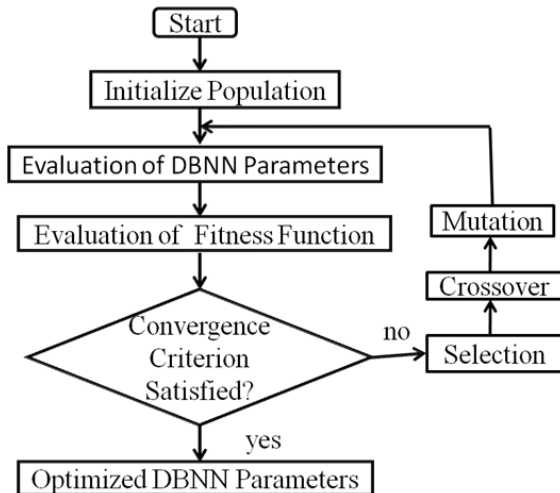 Start
Initialize Population
Evaluation of DBNN Parameters
Evaluation of Fitness Function
Convergence
Criterion
Satisfied?
no
Selection
Crossover
Mutation
yes
Optimized DBNN Parameters